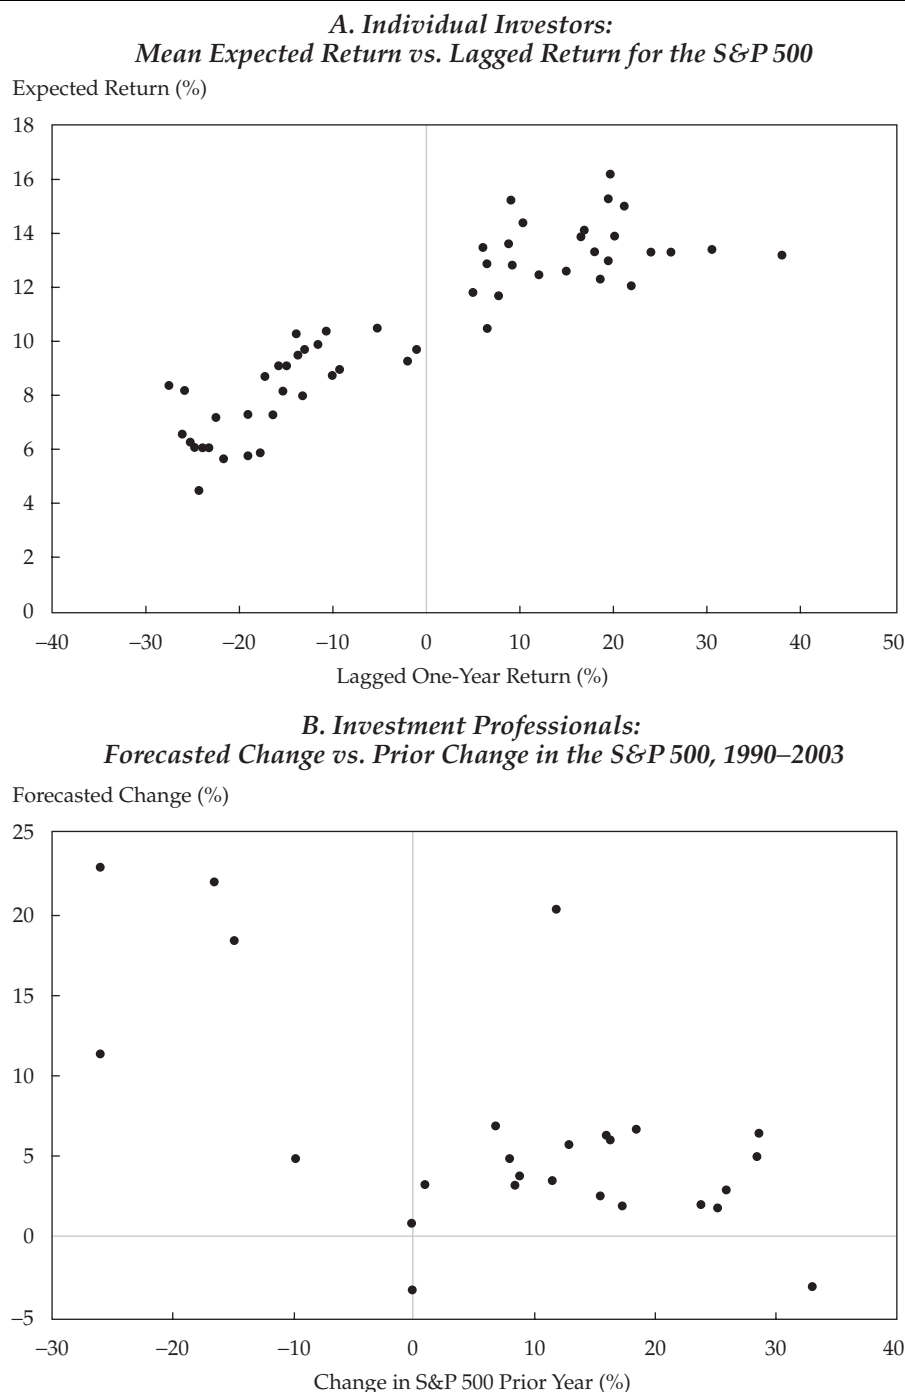 A. Individual Investors:
Mean Expected Return vs. Lagged Return for the S&P 500
Expected Return (%)
18
16
14
12
10
8
6
4
2
0
–40 –30 –20 –10 0 10 20 30 40 50
Lagged One-Year Return (%)
B. Investment Professionals:
Forecasted Change vs. Prior Change in the S&P 500, 1990–2003
Forecasted Change (%)
25
20
15
10
5
0
–5
–30 –20 –10 0 10 20 30 40
Change in S&P 500 Prior Year (%)